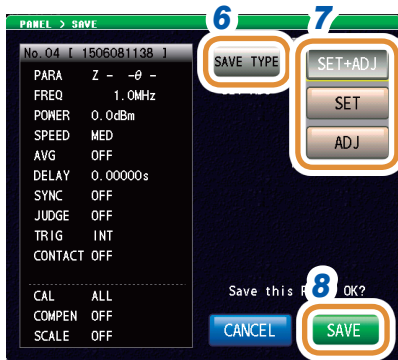 PANEL > SAVE
6
7
No.04 [ 1506081138 ]
SAVE TYPE
SET+ADJ
SET
ADJ
PARA Z - -θ -
FREQ 1.0MHz
POWER 0.0dBm
SPEED MED
AVG OFF
DELAY 0.00000s
SYNC OFF
JUDGE OFF
TRIG INT
CONTACT OFF
CAL ALL
COMPEN OFF
SCALE OFF
Save this OK?
8
CANCEL
SAVE